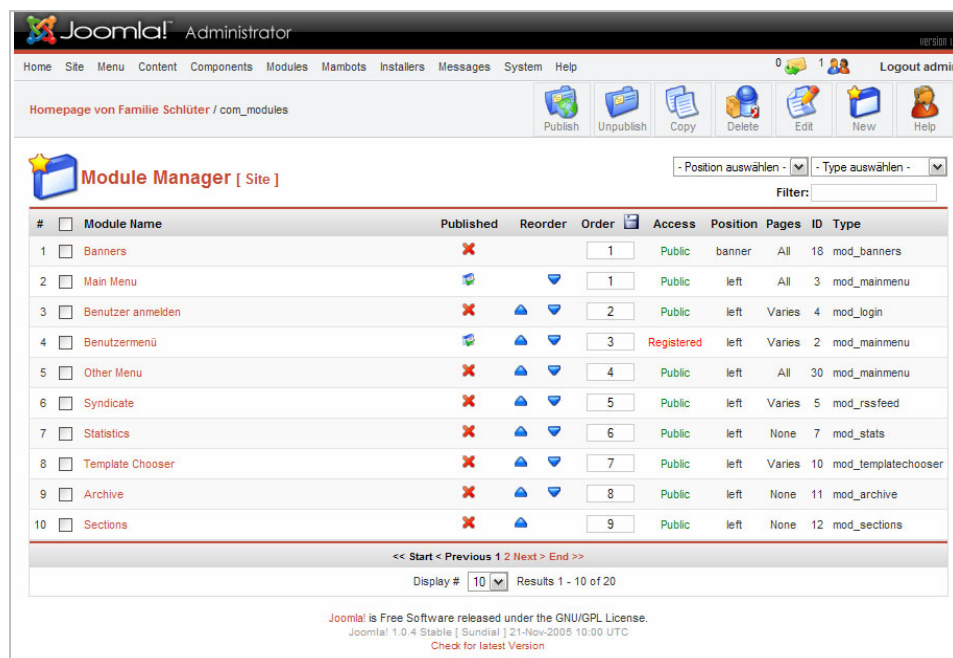 Joomla!™ Administrator
version
Home Site Menu Content Components Modules Mambots Installers Messages System Help 0 1 Logout admi
Homepage von Familie Schlüter / com_modules
Publish Unpublish Copy Delete Edit New Help
Module Manager [ Site ]
- Position auswählen - - Type auswählen -
Filter:
# Module Name Published Reorder Order Access Position Pages ID Type
1 Banners 1 Public banner All 18 mod_banners
2 Main Menu 1 Public left All 3 mod_mainmenu
3 Benutzer anmelden 2 Public left Varies 4 mod_login
4 Benutzermenü 3 Registered left Varies 2 mod_mainmenu
5 Other Menu 4 Public left All 30 mod_mainmenu
6 Syndicate 5 Public left Varies 5 mod_rssfeed
7 Statistics 6 Public left None 7 mod_stats
8 Template Chooser 7 Public left Varies 10 mod_templatechooser
9 Archive 8 Public left None 11 mod_archive
10 Sections 9 Public left None 12 mod_sections
<< Start < Previous 1 2 Next > End >>
Display # 10 Results 1 - 10 of 20
Joomla! is Free Software released under the GNU/GPL License.
Joomla! 1.0.4 Stable [ Sundial ] 21-Nov-2005 10:00 UTC
Check for latest Version